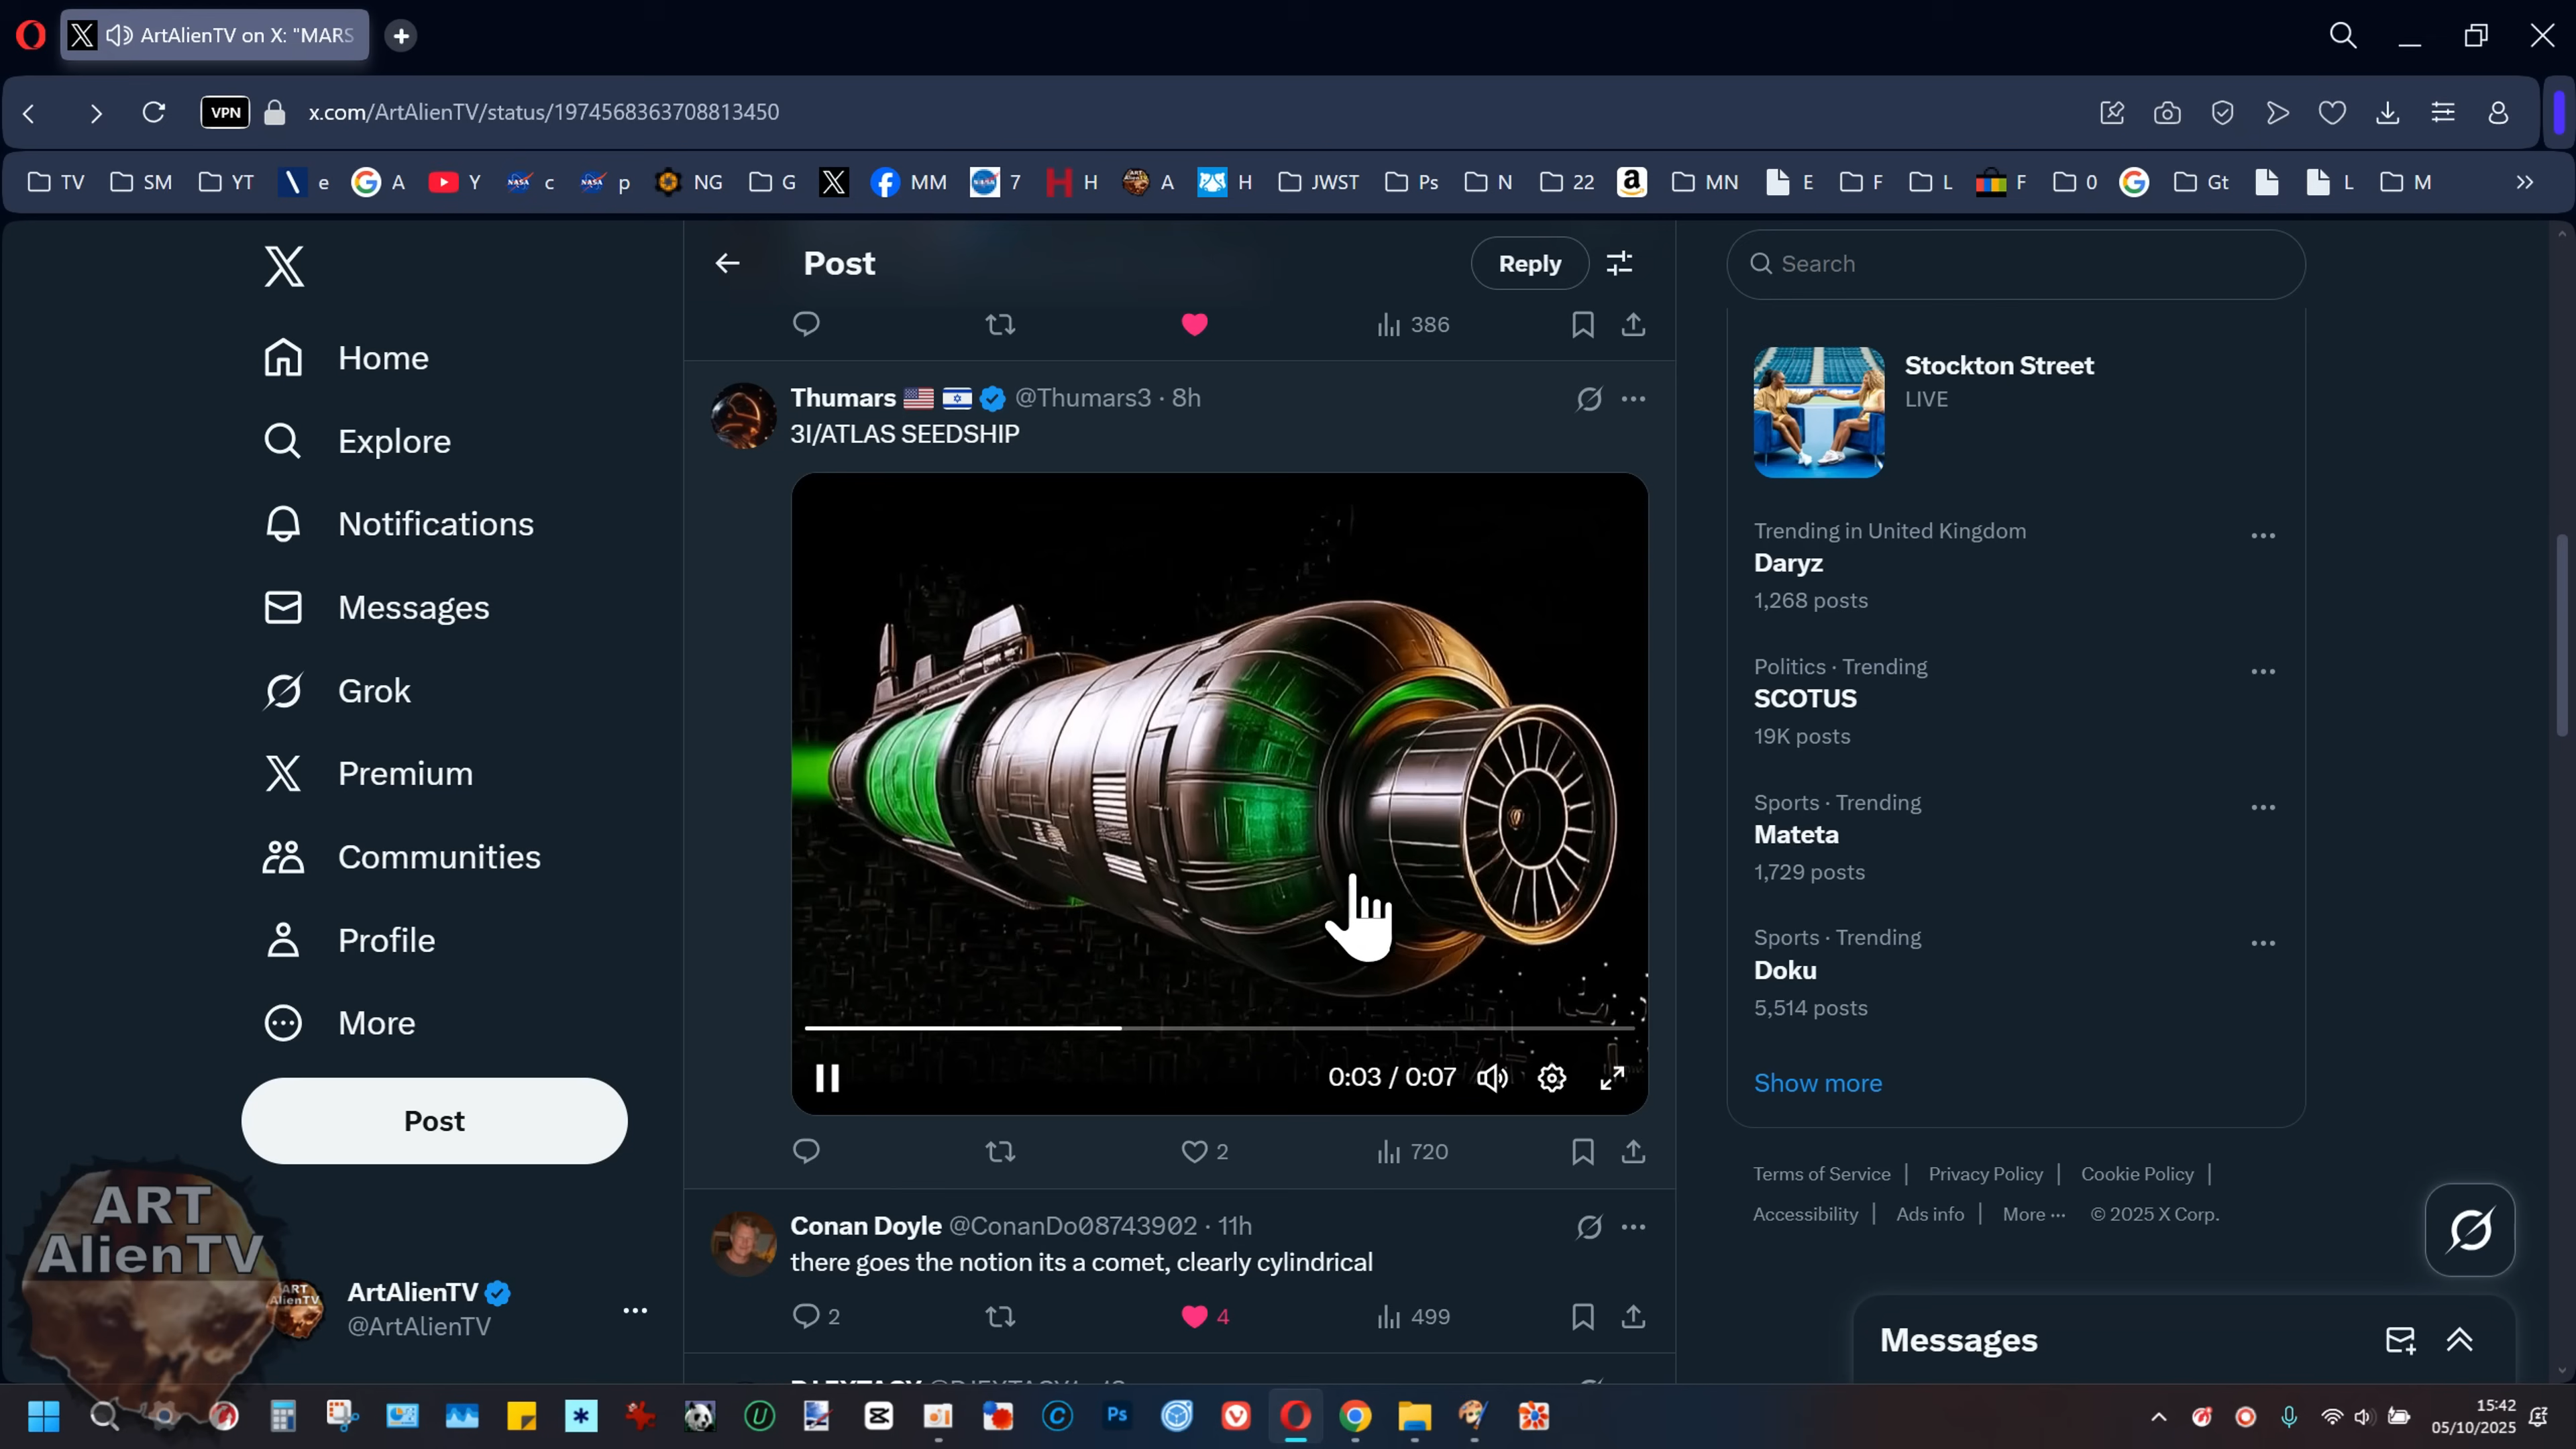 ArtAlienTV on X: "MARS
VPN
x.com/ArtAlienTV/status/1974568363708813450
TV
SM
YT
e
A
Y
c
p
NG
G
MM
7
H
A
H
JWST
Ps
N
22
MN
E
F
L
F
0
Gt
L
M
Home
Explore
Notifications
Messages
Grok
Premium
Communities
Profile
More
Post
ART
AlienTV
ArtAlienTV
@ArtAlienTV
Post
Reply
386
Thumars @Thumars3 · 8h
3I/ATLAS SEEDSHIP
0:03 / 0:07
2
720
Conan Doyle @ConanDo08743902 · 11h
there goes the notion its a comet, clearly cylindrical
2
4
499
Search
Stockton Street
LIVE
Trending in United Kingdom
Daryz
1,268 posts
Politics · Trending
SCOTUS
19K posts
Sports · Trending
Mateta
1,729 posts
Sports · Trending
Doku
5,514 posts
Show more
Terms of Service | Privacy Policy | Cookie Policy |
Accessibility | Ads info | More ··· © 2025 X Corp.
Messages
Ps
15:42
05/10/2025